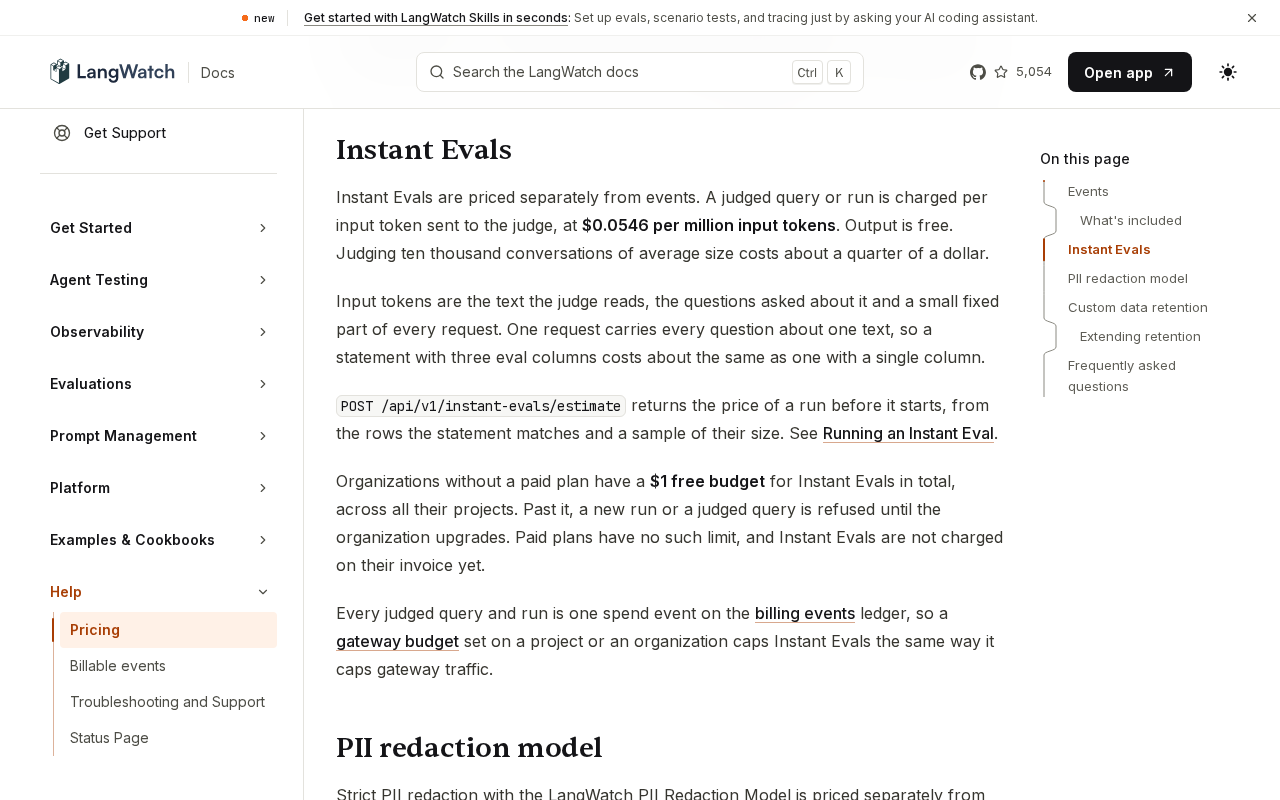 new
Get started with LangWatch Skills in seconds: Set up evals, scenario tests, and tracing just by asking your AI coding assistant.
LangWatch
Docs
Search the LangWatch docs
Ctrl K
5,054
Open app
Get Support
Get Started
Agent Testing
Observability
Evaluations
Prompt Management
Platform
Examples & Cookbooks
Help
Pricing
Billable events
Troubleshooting and Support
Status Page
Instant Evals
Instant Evals are priced separately from events. A judged query or run is charged per
input token sent to the judge, at $0.0546 per million input tokens. Output is free.
Judging ten thousand conversations of average size costs about a quarter of a dollar.
Input tokens are the text the judge reads, the questions asked about it and a small fixed
part of every request. One request carries every question about one text, so a
statement with three eval columns costs about the same as one with a single column.
POST /api/v1/instant-evals/estimate returns the price of a run before it starts, from
the rows the statement matches and a sample of their size. See Running an Instant Eval.
Organizations without a paid plan have a $1 free budget for Instant Evals in total,
across all their projects. Past it, a new run or a judged query is refused until the
organization upgrades. Paid plans have no such limit, and Instant Evals are not charged
on their invoice yet.
Every judged query and run is one spend event on the billing events ledger, so a
gateway budget set on a project or an organization caps Instant Evals the same way it
caps gateway traffic.
PII redaction model
Strict PII redaction with the LangWatch PII Redaction Model is priced separately from
On this page
Events
What's included
Instant Evals
PII redaction model
Custom data retention
Extending retention
Frequently asked
questions